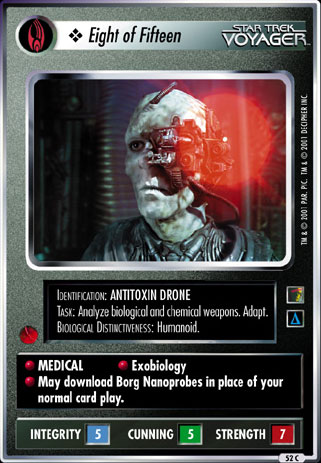 ❖ Eight of Fifteen
STAR TREK
VOYAGER™
™ & © 2001 PAR. PIC. TM & © 2001 DECIPHER INC.
IDENTIFICATION: ANTITOXIN DRONE
TASK: Analyze biological and chemical weapons. Adapt.
BIOLOGICAL DISTINCTIVENESS: Humanoid.
• MEDICAL • Exobiology
• May download Borg Nanoprobes in place of your
normal card play.
INTEGRITY 5 CUNNING 5 STRENGTH 7
52 C